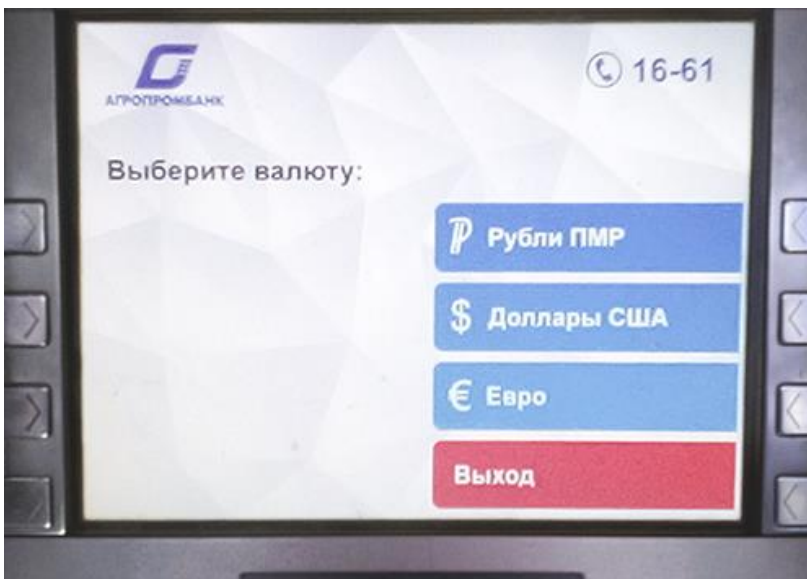 АГРОПРОМБАНК
16-61
Выберите валюту:
Рубли ПМР
$ Доллары США
€ Евро
Выход